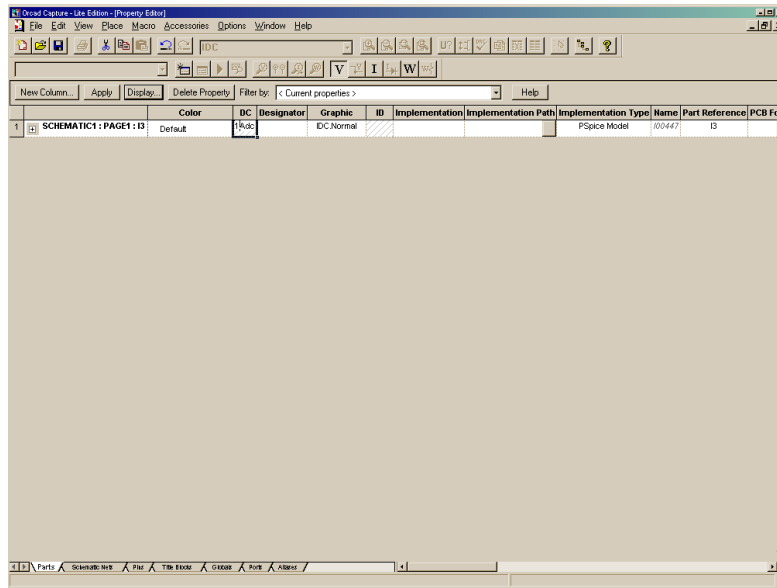 Orcad Capture - Lite Edition - [Property Editor]
File Edit View Place Macro Accessories Options Window Help
IDC
U?
V I W
New Column... Apply Display... Delete Property Filter by: < Current properties > Help
Color DC Designator Graphic ID Implementation Implementation Path Implementation Type Name Part Reference PCB Fo
1 SCHEMATIC1 : PAGE1 : I3 Default 1Adc IDC.Normal PSpice Model I00447 I3
Parts Schematic Nets Pins Title Blocks Globals Ports Aliases